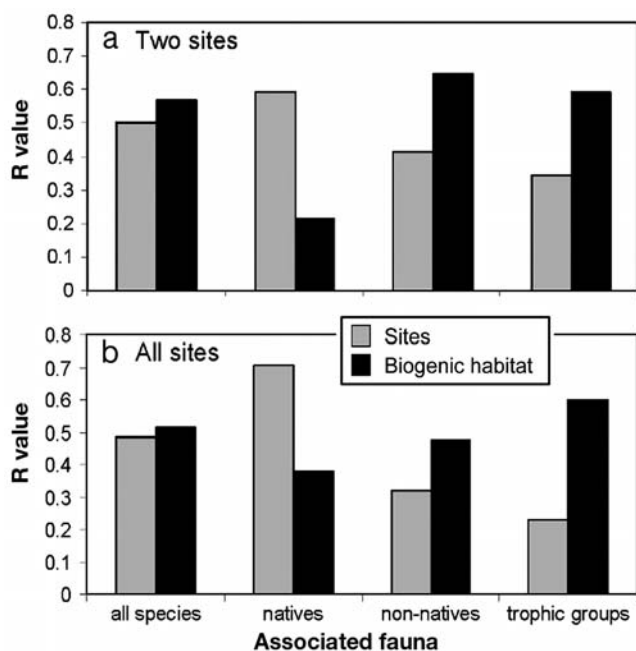 a Two sites
R value
0.8
0.7
0.6
0.5
0.4
0.3
0.2
0.1
0
b All sites
Sites
Biogenic habitat
R value
0.8
0.7
0.6
0.5
0.4
0.3
0.2
0.1
0
all species natives non-natives trophic groups
Associated fauna